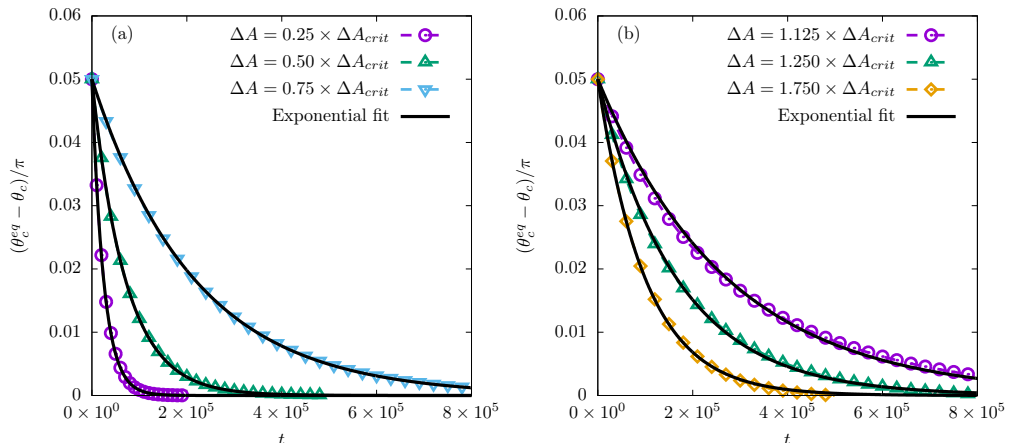 (a)
ΔA = 0.25 × ΔA_crit
ΔA = 0.50 × ΔA_crit
ΔA = 0.75 × ΔA_crit
Exponential fit
0.06
0.05
0.04
0.03
0.02
0.01
0
(θ_c^eq − θ_c)/π
0 × 10^0
2 × 10^5
4 × 10^5
6 × 10^5
8 × 10^5
t
(b)
ΔA = 1.125 × ΔA_crit
ΔA = 1.250 × ΔA_crit
ΔA = 1.750 × ΔA_crit
Exponential fit
0.06
0.05
0.04
0.03
0.02
0.01
0
(θ_c^eq − θ_c)/π
0 × 10^0
2 × 10^5
4 × 10^5
6 × 10^5
8 × 10^5
t